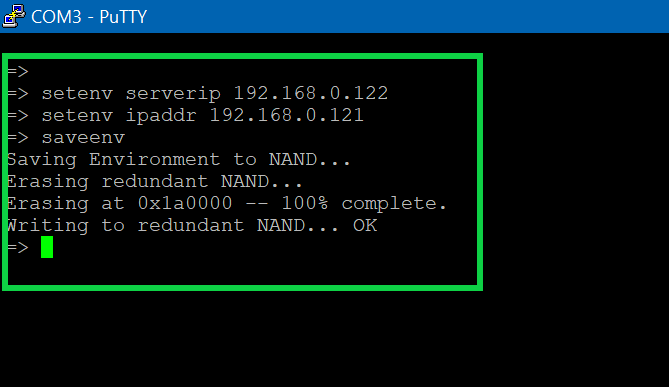 COM3 - PuTTY
=>
=> setenv serverip 192.168.0.122
=> setenv ipaddr 192.168.0.121
=> saveenv
Saving Environment to NAND...
Erasing redundant NAND...
Erasing at 0x1a0000 -- 100% complete.
Writing to redundant NAND... OK
=>